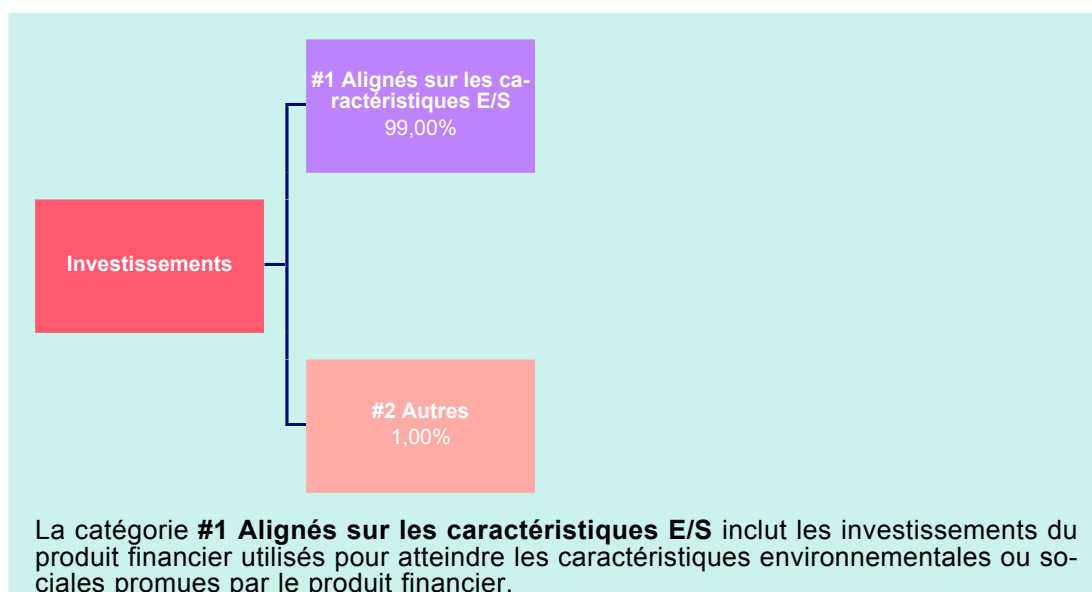 #1 Alignés sur les ca-
ractéristiques E/S
99,00%
Investissements
#2 Autres
1,00%
La catégorie #1 Alignés sur les caractéristiques E/S inclut les investissements du
produit financier utilisés pour atteindre les caractéristiques environnementales ou so-
ciales promues par le produit financier.